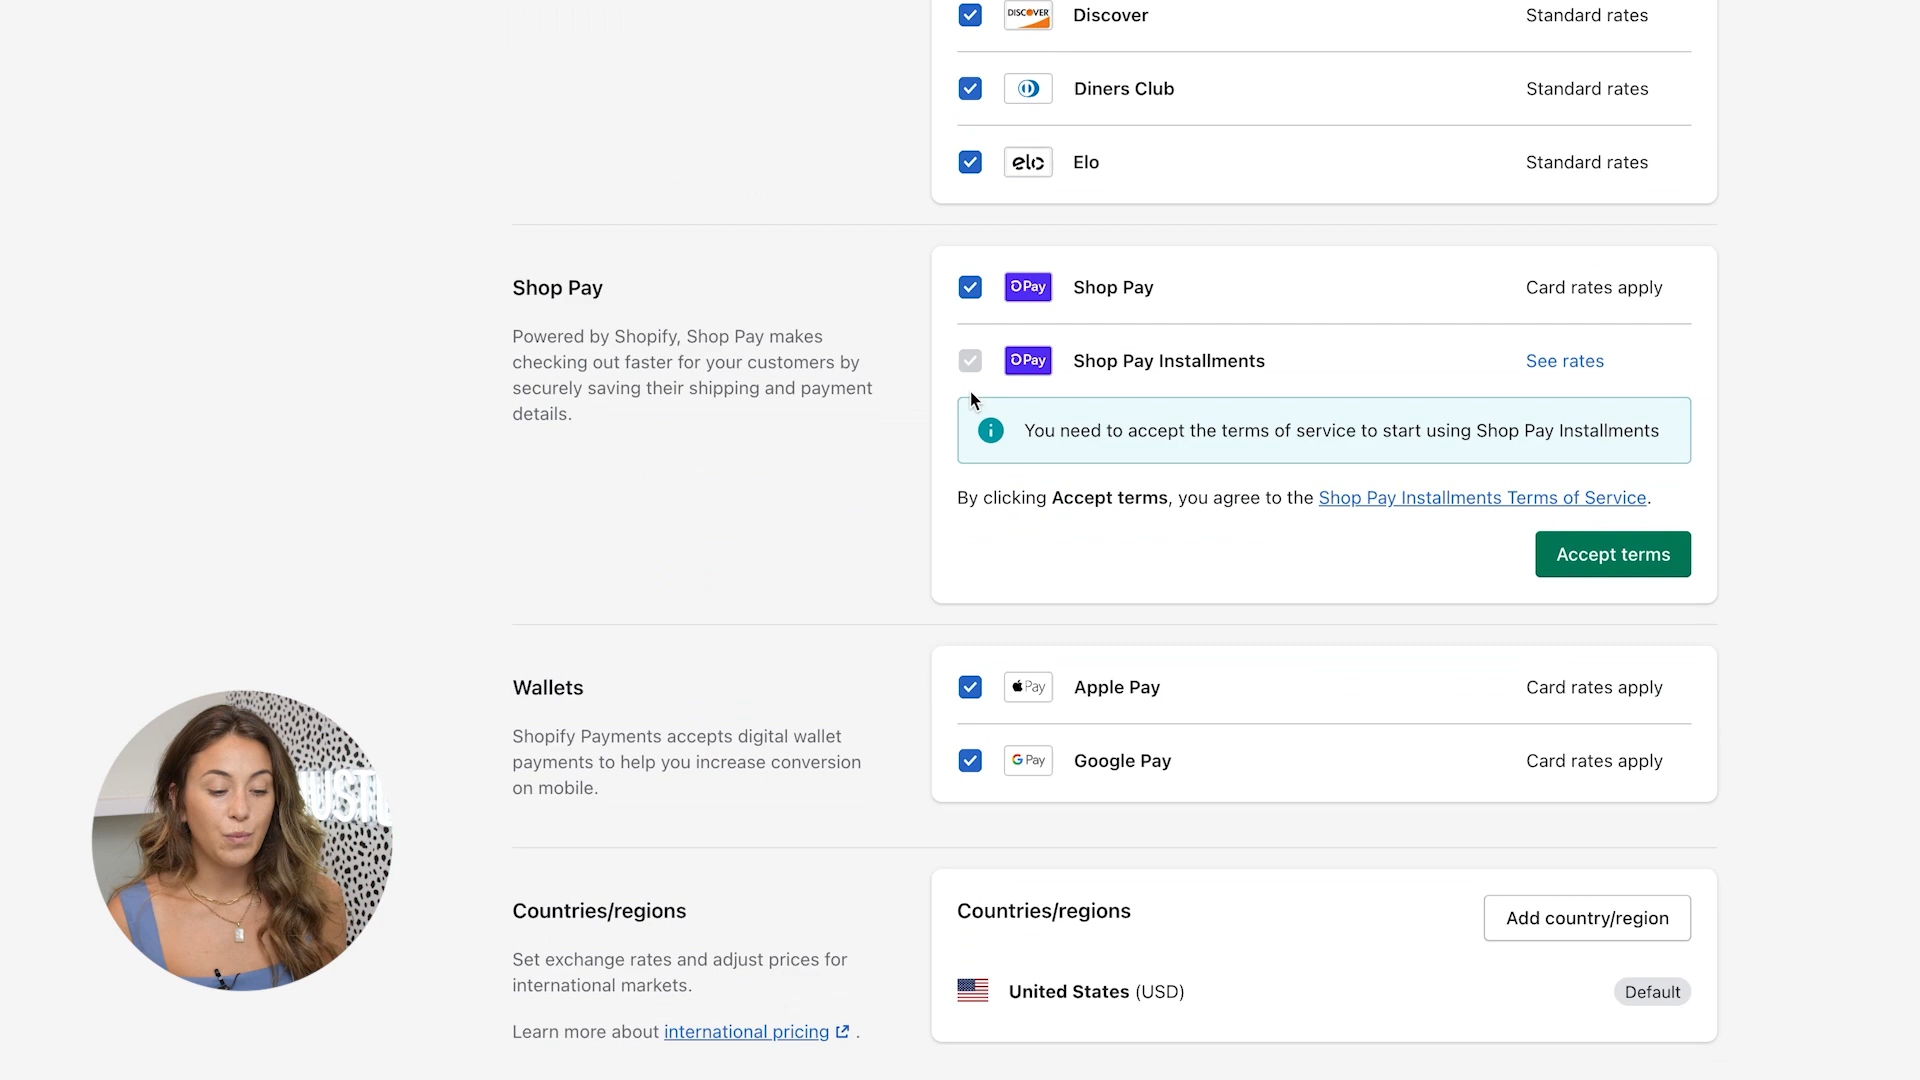 DISCOVER Discover Standard rates
Diners Club Standard rates
elo Elo Standard rates
Shop Pay
Powered by Shopify, Shop Pay makes
checking out faster for your customers by
securely saving their shipping and payment
details.
Pay Shop Pay Card rates apply
Pay Shop Pay Installments See rates
You need to accept the terms of service to start using Shop Pay Installments
By clicking Accept terms, you agree to the Shop Pay Installments Terms of Service.
Accept terms
Wallets
Shopify Payments accepts digital wallet
payments to help you increase conversion
on mobile.
Pay Apple Pay Card rates apply
G Pay Google Pay Card rates apply
Countries/regions
Set exchange rates and adjust prices for
international markets.
Learn more about international pricing .
Countries/regions
Add country/region
United States (USD) Default